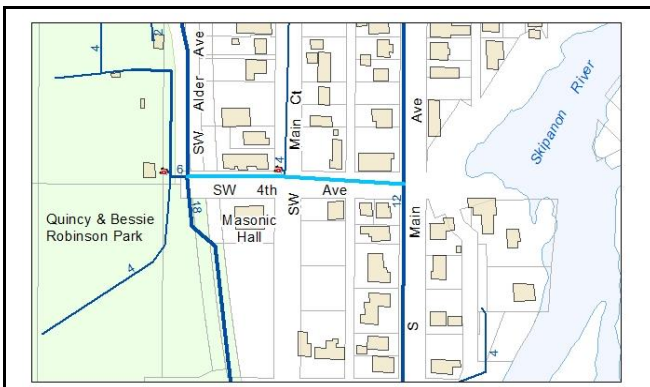 4
2
SW Alder Ave
Main Ct
SW
Ave
Skipanon River
6
4
SW 4th Ave
12
18
Quincy & Bessie
Robinson Park
Masonic
Hall
S Main
4
4